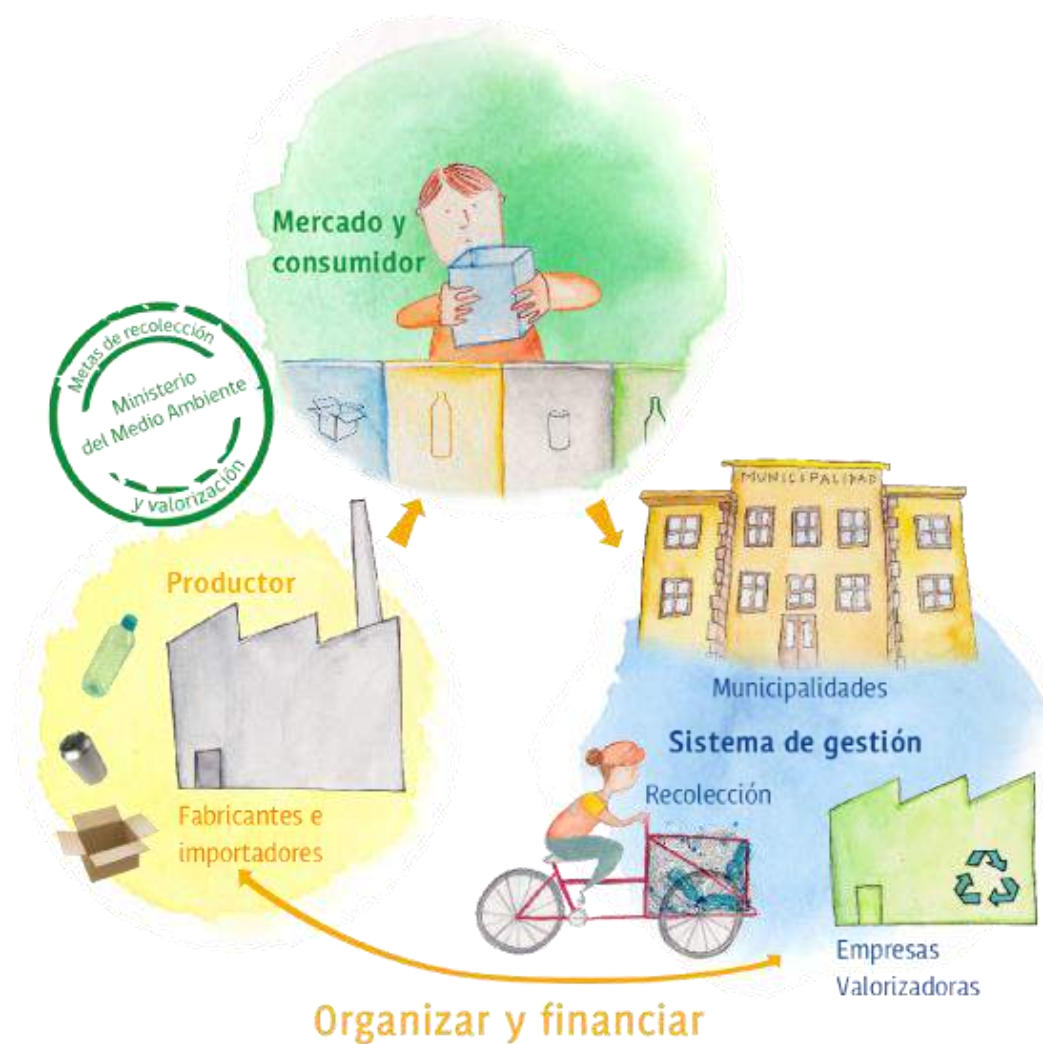 Mercado y
consumidor
Metas de recolección
Ministerio
del Medio Ambiente
y valorización
MUNICIPALIDAD
Productor
Municipalidades
Sistema de gestión
Recolección
Fabricantes e
importadores
Empresas
Valorizadoras
Organizar y financiar